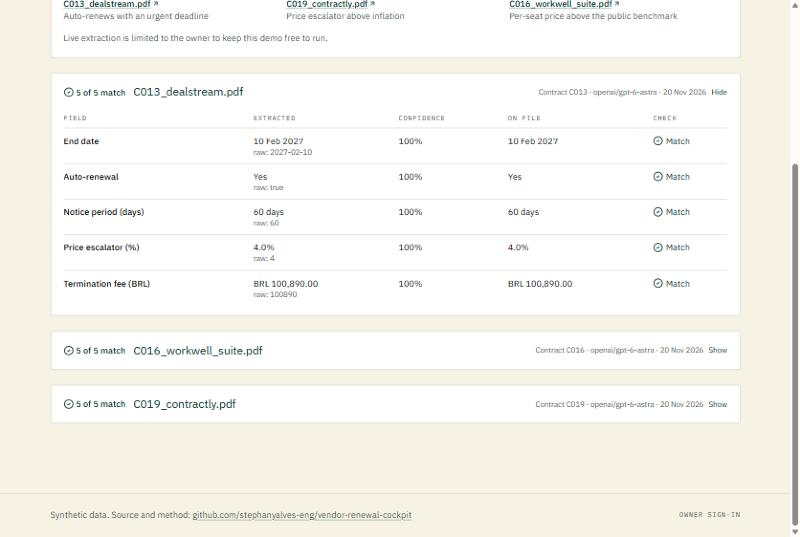 C013_dealstream.pdf ↗ C019_contractly.pdf ↗ C016_workwell_suite.pdf ↗
Auto-renews with an urgent deadline Price escalator above inflation Per-seat price above the public benchmark
Live extraction is limited to the owner to keep this demo free to run.
5 of 5 match C013_dealstream.pdf Contract C013 · openai/gpt-6-astra · 20 Nov 2026 Hide
FIELD EXTRACTED CONFIDENCE ON FILE CHECK
End date 10 Feb 2027 100% 10 Feb 2027 Match
raw: 2027-02-10
Auto-renewal Yes 100% Yes Match
raw: true
Notice period (days) 60 days 100% 60 days Match
raw: 60
Price escalator (%) 4.0% 100% 4.0% Match
raw: 4
Termination fee (BRL) BRL 100,890.00 100% BRL 100,890.00 Match
raw: 100890
5 of 5 match C016_workwell_suite.pdf Contract C016 · openai/gpt-6-astra · 20 Nov 2026 Show
5 of 5 match C019_contractly.pdf Contract C019 · openai/gpt-6-astra · 20 Nov 2026 Show
Synthetic data. Source and method: github.com/stephanyalves-eng/vendor-renewal-cockpit OWNER SIGN-IN